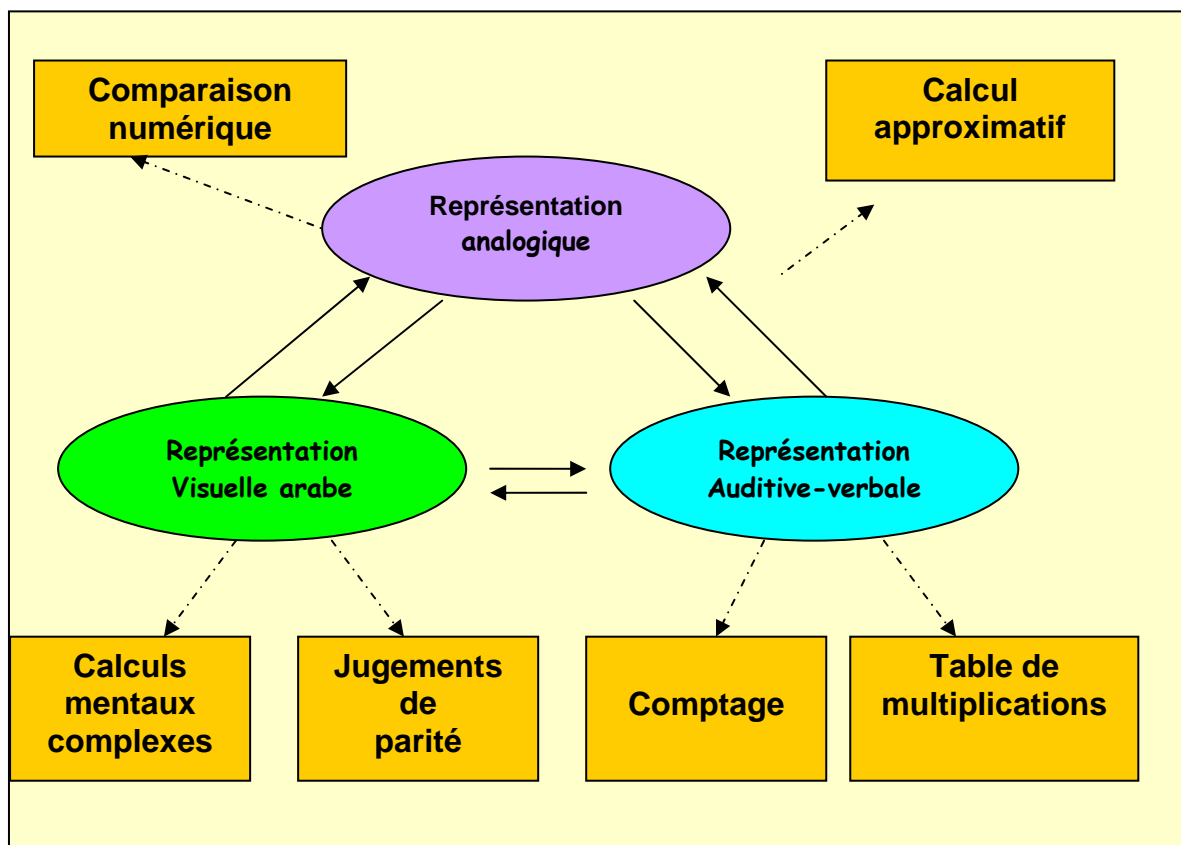 Comparaison
numérique
Calcul
approximatif
Représentation
analogique
Représentation
Visuelle arabe
Représentation
Auditive-verbale
Calculs
mentaux
complexes
Jugements
de
parité
Comptage
Table de
multiplications